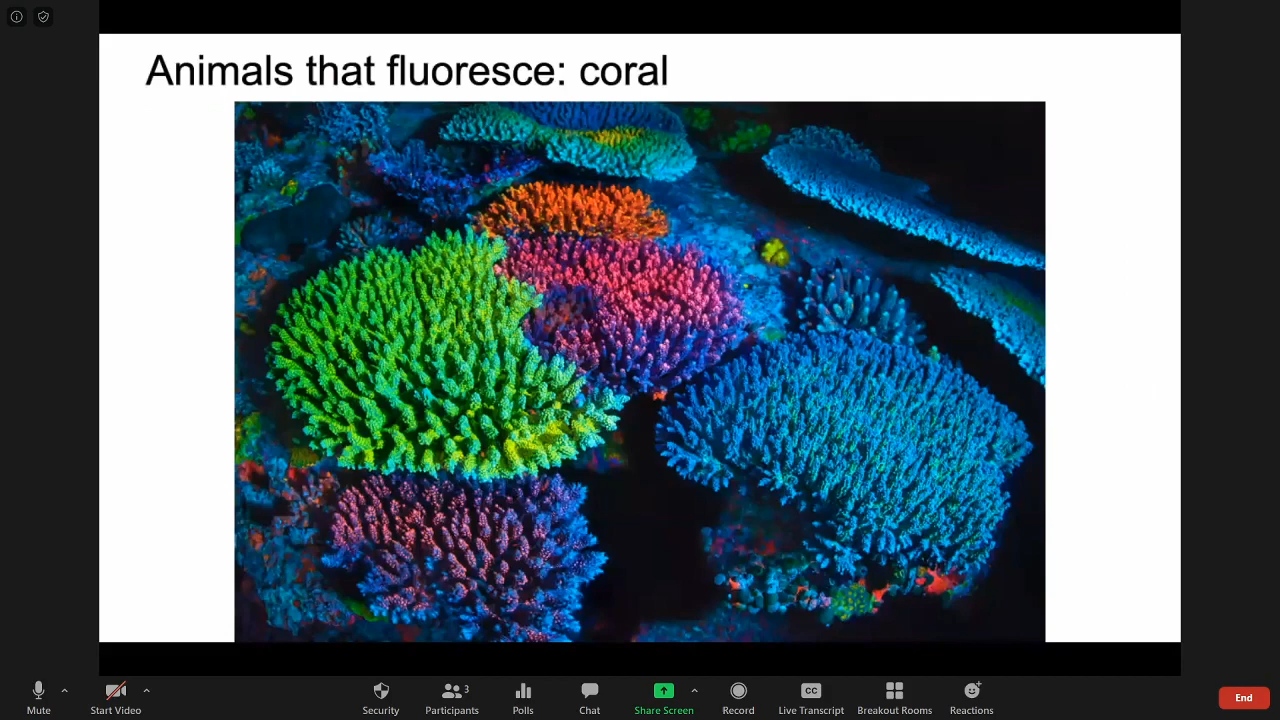 Animals that fluoresce: coral
Mute
Start Video
Security
3
Participants
Polls
Chat
Share Screen
Record
CC
Live Transcript
Breakout Rooms
Reactions
End